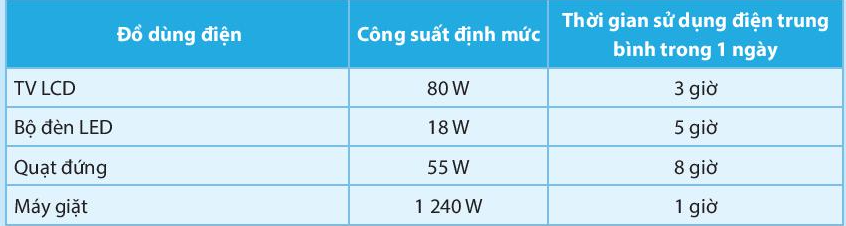 Đồ dùng điện
Công suất định mức
Thời gian sử dụng điện trung
bình trong 1 ngày
TV LCD
80 W
3 giờ
Bộ đèn LED
18 W
5 giờ
Quạt đứng
55 W
8 giờ
Máy giặt
1 240 W
1 giờ